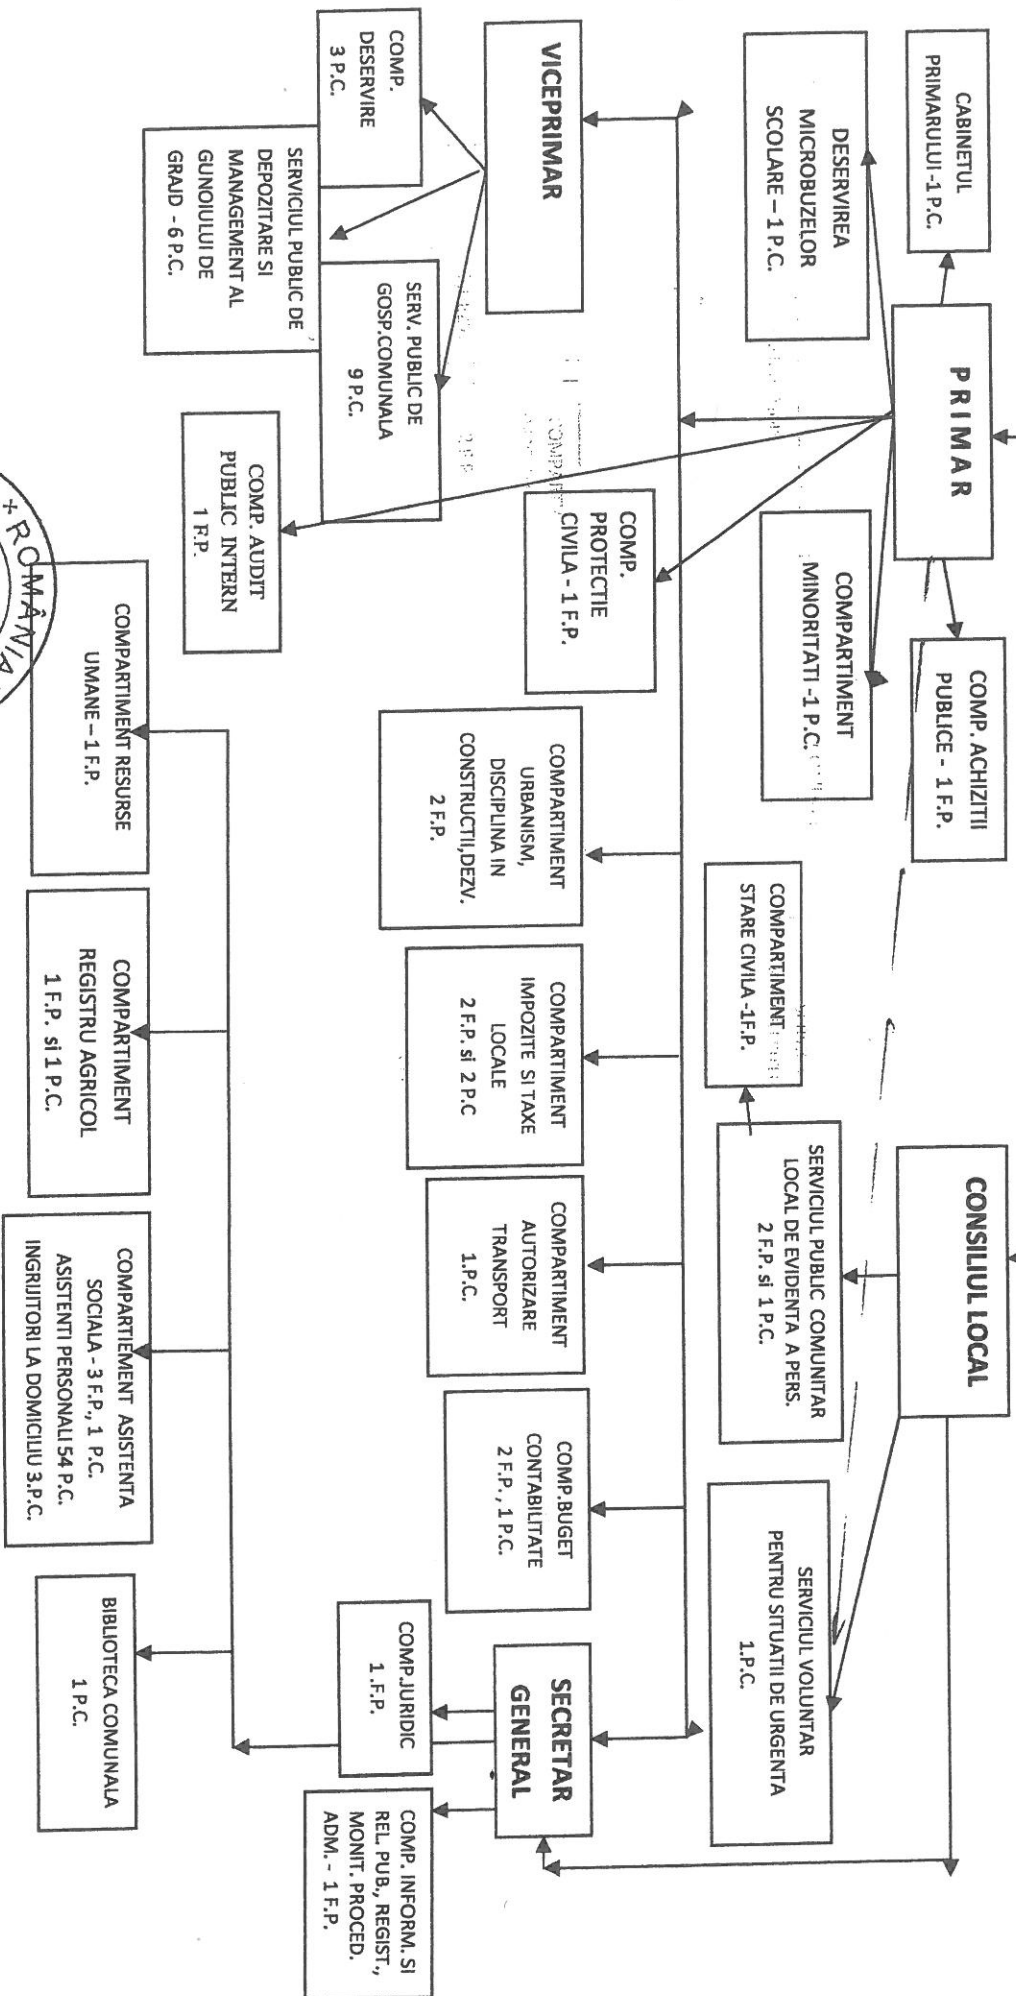 CABINETUL
PRIMARULUI -1 P.C.
PRIMAR
COMP. ACHIZITII
PUBLICE - 1 F.P.
CONSILIUL LOCAL
DESERVIREA
MICROBUZELOR
SCOLARE – 1 P.C.
COMPARTIMENT
MINORITATI -1 P.C.
COMPARTIMENT
STARE CIVILA -1F.P.
SERVICIUL PUBLIC COMUNITAR
LOCAL DE EVIDENTA A PERS.
2 F.P. si 1 P.C.
SERVICIUL VOLUNTAR
PENTRU SITUATII DE URGENTA
1.P.C.
VICEPRIMAR
COMP.
PROTECTIE
CIVILA - 1 F.P.
COMPARTIMENT
URBANISM,
DISCIPLINA IN
CONSTRUCTII,DEZV.
2 F.P.
COMPARTIMENT
IMPOZITE SI TAXE
LOCALE
2 F.P. si 2 P.C
COMPARTIMENT
AUTORIZARE
TRANSPORT
1.P.C.
COMP.BUGET
CONTABILITATE
2 F.P. , 1 P.C.
SECRETAR
GENERAL
COMP.
DESERVIRE
3 P.C.
SERV. PUBLIC DE
GOSP.COMUNALA
9 P.C.
SERVICIUL PUBLIC DE
DEPOZITARE SI
MANAGEMENT AL
GUNOIULUI DE
GRAJD - 6 P.C.
COMP. AUDIT
PUBLIC INTERN
1 F.P.
COMP.JURIDIC
1 .F.P.
COMP. INFORM. SI
REL. PUB., REGIST.,
MONIT. PROCED.
ADM. - 1 F.P.
COMPARTIMENT RESURSE
UMANE – 1 F.P.
COMPARTIMENT
REGISTRU AGRICOL
1 F.P. si 1 P.C.
COMPARTIEMENT ASISTENTA
SOCIALA - 3 F.P., 1 P.C.
ASISTENTI PERSONALI 54 P.C.
INGRIJITORI LA DOMICILIU 3.P.C.
BIBLIOTECA COMUNALA
1 P.C.
* ROMÂNIA